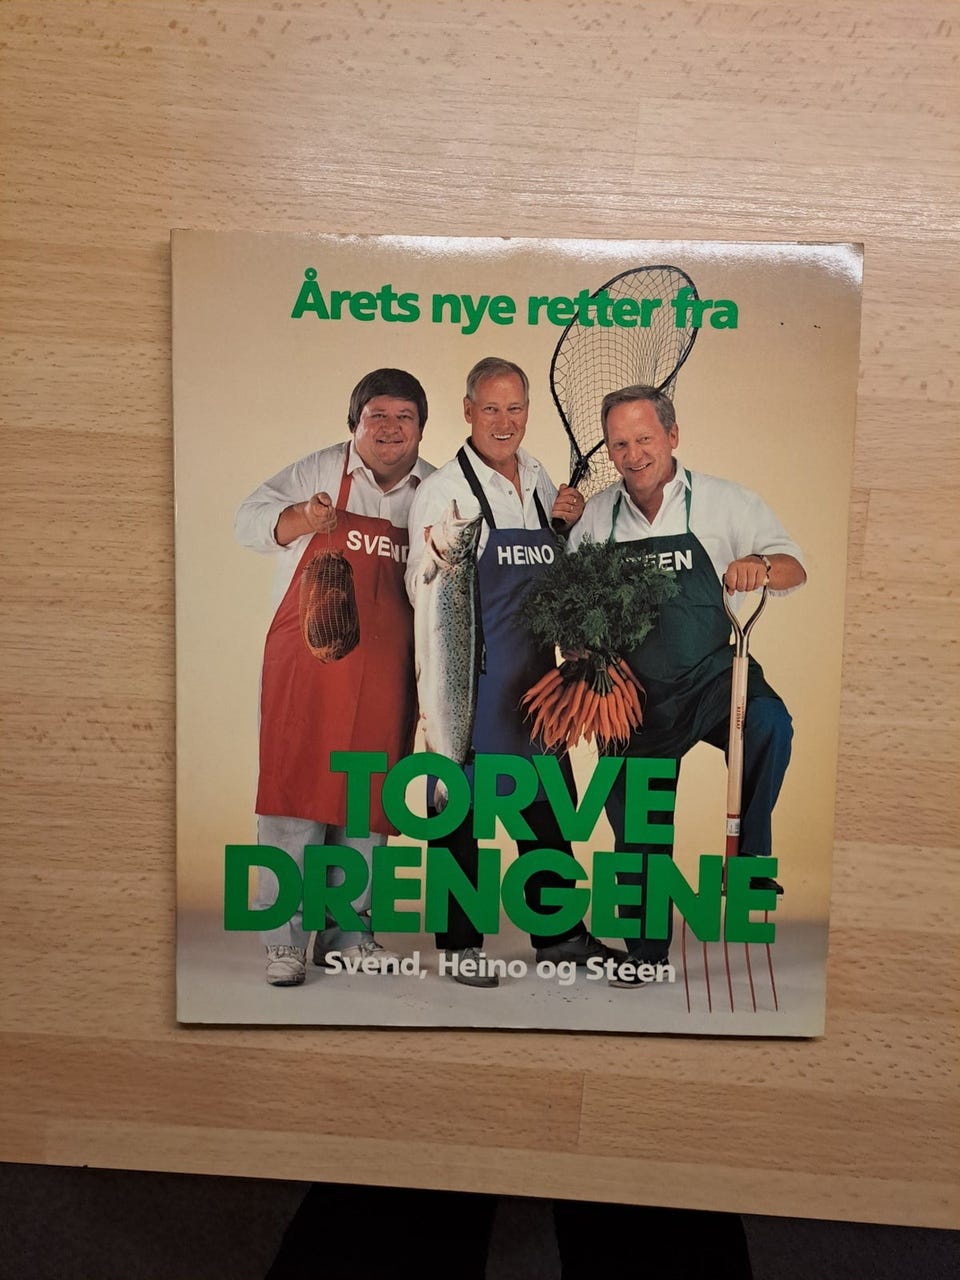 Årets nye retter fra
SVEND
HEINO
TORVE
DRENGENE
Svend, Heino og Steen